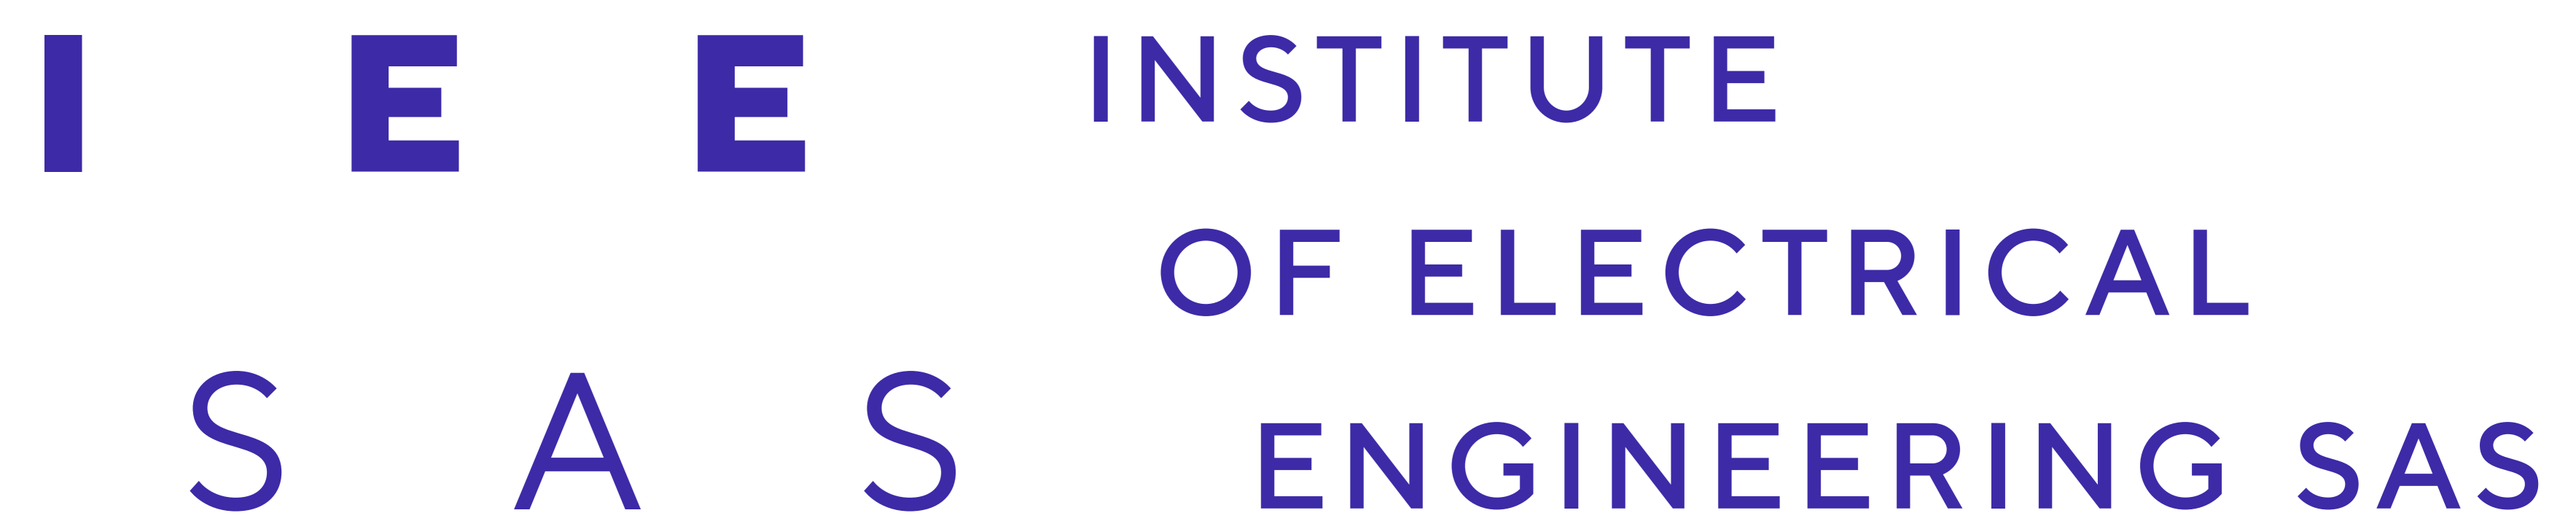 I E E
S A S
INSTITUTE
OF ELECTRICAL
ENGINEERING SAS